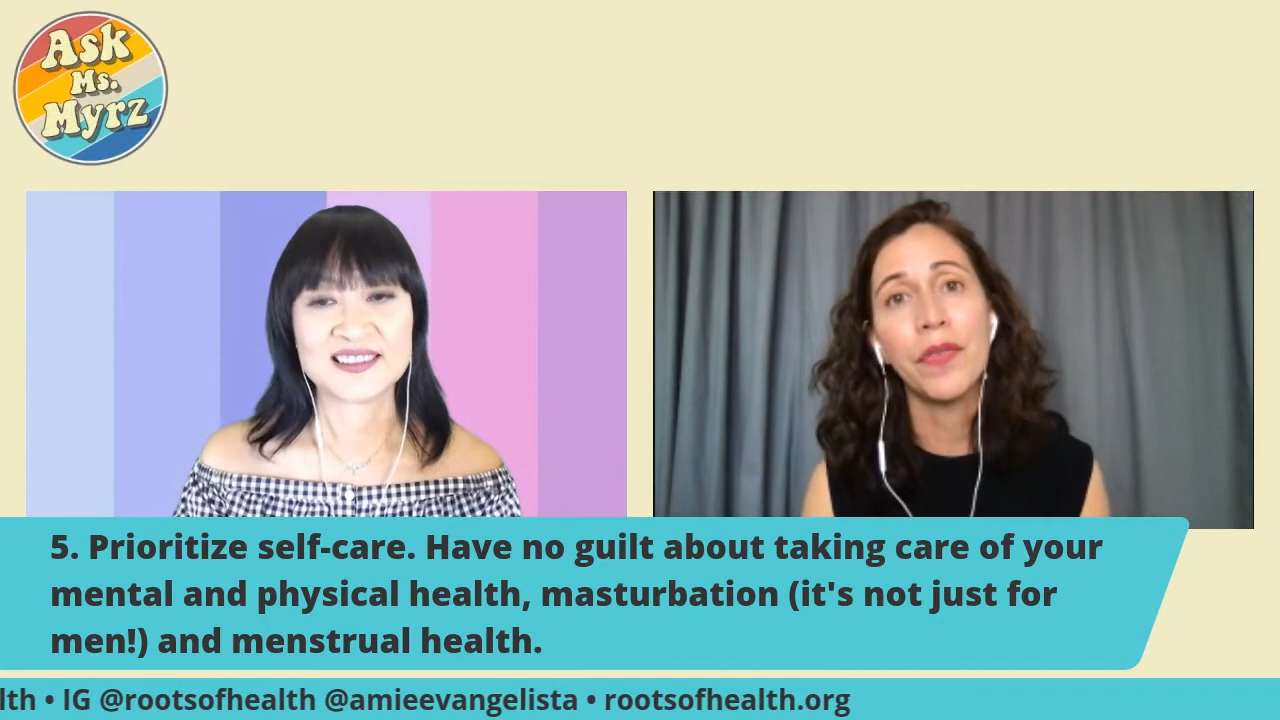 Ask
Ms.
Myrz
5. Prioritize self-care. Have no guilt about taking care of your
mental and physical health, masturbation (it's not just for
men!) and menstrual health.
lth • IG @rootsofhealth @amieevangelista • rootsofhealth.org